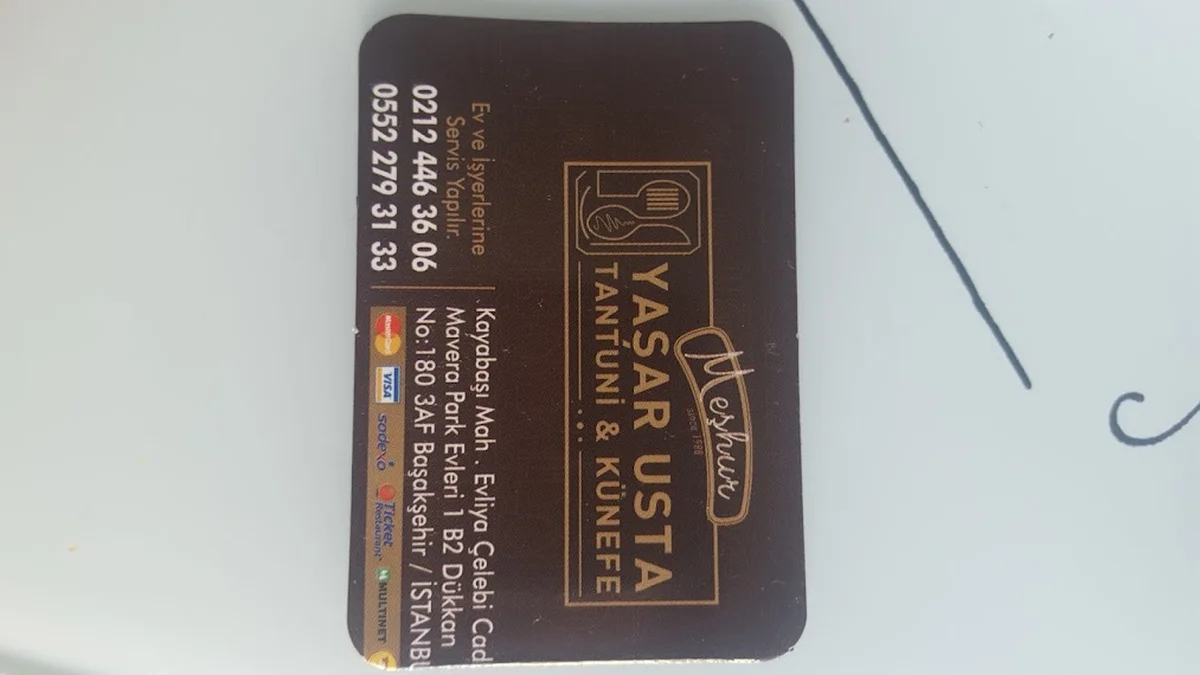 Meşhur
since 1988
YAŞAR USTA
TANTUNİ & KÜNEFE
Ev ve İşyerlerine
Servis Yapılır.
0212 446 36 06
0552 279 31 33
Kayabaşı Mah . Evliya Çelebi Cad
Mavera Park Evleri 1 B2 Dükkan
No:180 3AF Başakşehir / İSTANBU
MasterCard
VISA
sodexo
Ticket
Restaurant
MULTINET